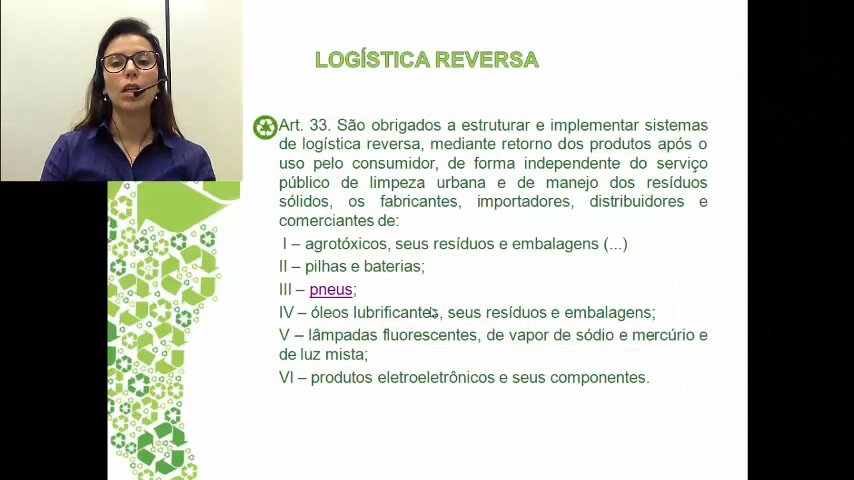 LOGÍSTICA REVERSA
Art. 33. São obrigados a estruturar e implementar sistemas
de logística reversa, mediante retorno dos produtos após o
uso pelo consumidor, de forma independente do serviço
público de limpeza urbana e de manejo dos resíduos
sólidos, os fabricantes, importadores, distribuidores e
comerciantes de:
I – agrotóxicos, seus resíduos e embalagens (...)
II – pilhas e baterias;
III – pneus;
IV – óleos lubrificantes, seus resíduos e embalagens;
V – lâmpadas fluorescentes, de vapor de sódio e mercúrio e
de luz mista;
VI – produtos eletroeletrônicos e seus componentes.